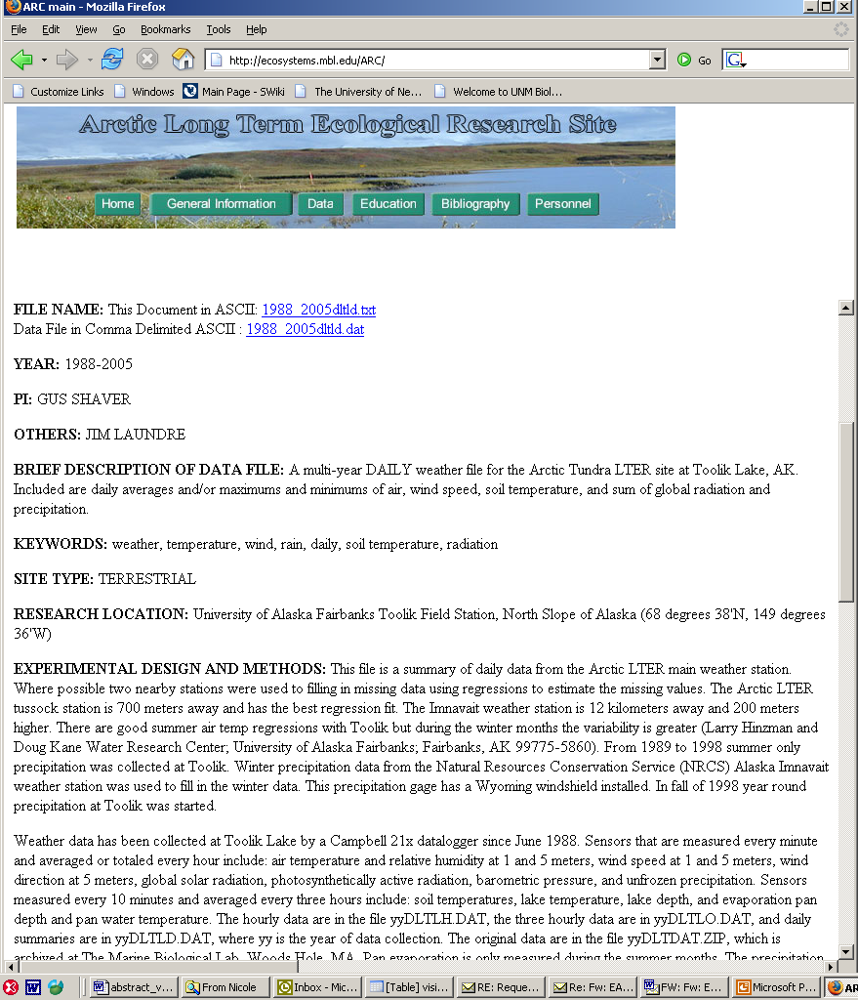 ARC main - Mozilla Firefox
File Edit View Go Bookmarks Tools Help
http://ecosystems.mbl.edu/ARC/ Go G
Customize Links Windows Main Page - SWiki The University of Ne... Welcome to UNM Biol...
Arctic Long Term Ecological Research Site
Home General Information Data Education Bibliography Personnel
FILE NAME: This Document in ASCII: 1988_2005dltld.txt
Data File in Comma Delimited ASCII : 1988_2005dltld.dat
YEAR: 1988-2005
PI: GUS SHAVER
OTHERS: JIM LAUNDRE
BRIEF DESCRIPTION OF DATA FILE: A multi-year DAILY weather file for the Arctic Tundra LTER site at Toolik Lake, AK.
Included are daily averages and/or maximums and minimums of air, wind speed, soil temperature, and sum of global radiation and
precipitation.
KEYWORDS: weather, temperature, wind, rain, daily, soil temperature, radiation
SITE TYPE: TERRESTRIAL
RESEARCH LOCATION: University of Alaska Fairbanks Toolik Field Station, North Slope of Alaska (68 degrees 38'N, 149 degrees
36'W)
EXPERIMENTAL DESIGN AND METHODS: This file is a summary of daily data from the Arctic LTER main weather station.
Where possible two nearby stations were used to filling in missing data using regressions to estimate the missing values. The Arctic LTER
tussock station is 700 meters away and has the best regression fit. The Imnavait weather station is 12 kilometers away and 200 meters
higher. There are good summer air temp regressions with Toolik but during the winter months the variability is greater (Larry Hinzman and
Doug Kane Water Research Center; University of Alaska Fairbanks; Fairbanks, AK 99775-5860). From 1989 to 1998 summer only
precipitation was collected at Toolik. Winter precipitation data from the Natural Resources Conservation Service (NRCS) Alaska Imnavait
weather station was used to fill in the winter data. This precipitation gage has a Wyoming windshield installed. In fall of 1998 year round
precipitation at Toolik was started.
Weather data has been collected at Toolik Lake by a Campbell 21x datalogger since June 1988. Sensors that are measured every minute
and averaged or totaled every hour include: air temperature and relative humidity at 1 and 5 meters, wind speed at 1 and 5 meters, wind
direction at 5 meters, global solar radiation, photosynthetically active radiation, barometric pressure, and unfrozen precipitation. Sensors
measured every 10 minutes and averaged every three hours include: soil temperatures, lake temperature, lake depth, and evaporation pan
depth and pan water temperature. The hourly data are in the file yyDLTLH.DAT, the three hourly data are in yyDLTLO.DAT, and daily
summaries are in yyDLTLD.DAT, where yy is the year of data collection. The original data are in the file yyDLTDAT.ZIP, which is
archived at The Marine Biological Lab, Woods Hole, MA. Pan evaporation is only measured during the summer months. The precipitation
abstract_v... From Nicole Inbox - Mic... [Table] visi... RE: Reque... Re: Fw: EA... FW: Fw: E... Microsoft P... AR